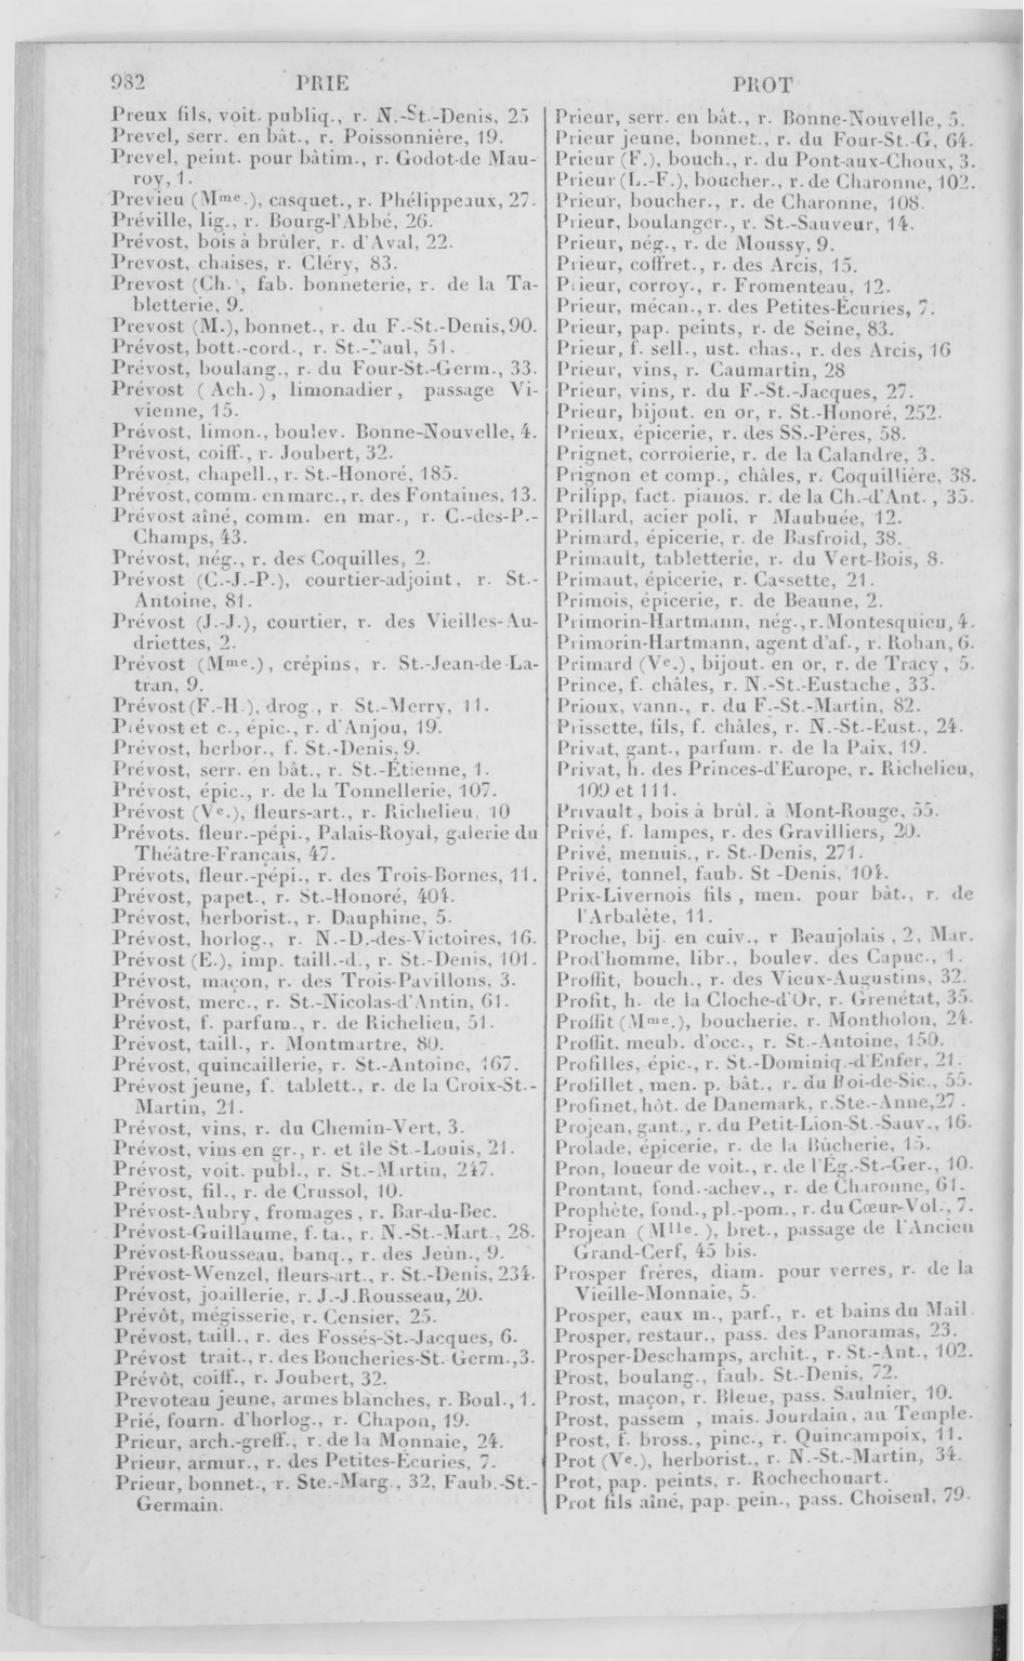 982 PRIE
Preux fils, voit. publiq., r. N.-St.-Denis, 25
Prevel, serr. en bât., r. Poissonnière, 19.
Prevel, peint. pour bâtim., r. Godot-de Mau-
roy, 1.
Previeu (Mme.), casquet., r. Phélippeaux, 27.
Préville, lig., r. Bourg-l'Abbé, 26.
Prévost, bois à brûler, r. d'Aval, 22.
Prevost, chaises, r. Cléry, 83.
Prevost (Ch. , fab. bonneterie, r. de la Ta-
bletterie, 9.
Prevost (M.), bonnet., r. du F.-St.-Denis, 90.
Prévost, bott.-cord., r. St.-Paul, 51.
Prévost, boulang., r. du Four-St.-Germ., 33.
Prévost (Ach.), limonadier, passage Vi-
vienne, 15.
Prévost, limon., boulev. Bonne-Nouvelle, 4.
Prévost, coiff., r. Joubert, 32.
Prévost, chapell., r. St.-Honoré, 185.
Prévost, comm. en marc., r. des Fontaines, 13.
Prévost aîné, comm. en mar., r. C.-des-P.-
Champs, 43.
Prévost, nég., r. des Coquilles, 2.
Prévost (C.-J.-P.), courtier-adjoint, r. St.-
Antoine, 81.
Prévost (J.-J.), courtier, r. des Vieilles-Au-
driettes, 2.
Prévost (Mme.), crépins, r. St.-Jean-de-La-
tran, 9.
Prévost (F.-H.), drog., r. St.-Merry, 11.
Prévost et c., épic., r. d'Anjou, 19.
Prévost, herbor., f. St.-Denis, 9.
Prévost, serr. en bât., r. St.-Étienne, 1.
Prévost, épic., r. de la Tonnellerie, 107.
Prévost (Ve.), fleurs-art., r. Richelieu, 10
Prévots. fleur.-pépi., Palais-Royal, galerie du
Théâtre-Français, 47.
Prévots, fleur.-pépi., r. des Trois-Bornes, 11.
Prévost, papet., r. St.-Honoré, 404.
Prévost, herborist., r. Dauphine, 5.
Prévost, horlog., r. N.-D.-des-Victoires, 16.
Prévost (E.), imp. taill.-d., r. St.-Denis, 101.
Prévost, maçon, r. des Trois-Pavillons, 3.
Prévost, merc., r. St.-Nicolas-d'Antin, 61.
Prévost, f. parfum., r. de Richelieu, 51.
Prévost, taill., r. Montmartre, 80.
Prévost, quincaillerie, r. St.-Antoine, 167.
Prévost jeune, f. tablett., r. de la Croix-St.-
Martin, 21.
Prévost, vins, r. du Chemin-Vert, 3.
Prévost, vins en gr., r. et île St.-Louis, 21.
Prévost, voit. publ., r. St.-Martin, 247.
Prévost, fil., r. de Crussol, 10.
Prévost-Aubry, fromages, r. Bar-du-Bec.
Prévost-Guillaume, f. ta., r. N.-St.-Mart., 28.
Prévost-Rousseau, banq., r. des Jeûn., 9.
Prévost-Wenzel, fleurs-art., r. St.-Denis, 234.
Prévost, joaillerie, r. J.-J. Rousseau, 20.
Prévôt, mégisserie, r. Censier, 25.
Prévost, taill., r. des Fossés-St.-Jacques, 6.
Prévost trait., r. des Boucheries-St. Germ., 3.
Prévôt, coiff., r. Joubert, 32.
Prevoteau jeune, armes blanches, r. Boul., 1.
Prié, fourn. d'horlog., r. Chapon, 19.
Prieur, arch.-greff., r. de la Monnaie, 24.
Prieur, armur., r. des Petites-Écuries, 7.
Prieur, bonnet., r. Ste.-Marg., 32, Faub.-St.-
Germain.
PROT
Prieur, serr. en bât., r. Bonne-Nouvelle, 5.
Prieur jeune, bonnet., r. du Four-St.-G, 64.
Prieur (F.), bouch., r. du Pont-aux-Choux, 3.
Prieur (L.-F.), boucher., r. de Charonne, 102.
Prieur, boucher., r. de Charonne, 108.
Prieur, boulanger., r. St.-Sauveur, 14.
Prieur, nég., r. de Moussy, 9.
Prieur, coffret., r. des Arcis, 15.
Prieur, corroy., r. Fromenteau, 12.
Prieur, mécan., r. des Petites-Écuries, 7.
Prieur, pap. peints, r. de Seine, 83.
Prieur, f. sell., ust. chas., r. des Arcis, 16
Prieur, vins, r. Caumartin, 28
Prieur, vins, r. du F.-St.-Jacques, 27.
Prieur, bijout. en or, r. St.-Honoré, 252.
Prieux, épicerie, r. des SS.-Pères, 58.
Prignet, corroierie, r. de la Calandre, 3.
Prignon et comp., châles, r. Coquillière, 38.
Prilipp, fact. pianos. r. de la Ch.-d'Ant., 35.
Prillard, acier poli, r Maubuée, 12.
Primard, épicerie, r. de Basfroid, 38.
Primault, tabletterie, r. du Vert-Bois, 8.
Primaut, épicerie, r. Cassette, 21.
Primois, épicerie, r. de Beaune, 2.
Primorin-Hartmann, nég., r. Montesquieu, 4.
Primorin-Hartmann, agent d'af., r. Rohan, 6.
Primard (Ve.), bijout. en or, r. de Tracy, 5.
Prince, f. châles, r. N.-St.-Eustache, 33.
Prioux, vann., r. du F.-St.-Martin, 82.
Prissette, fils, f. châles, r. N.-St.-Eust., 24.
Privat, gant., parfum. r. de la Paix, 19.
Privat, h. des Princes-d'Europe, r. Richelieu,
109 et 111.
Privault, bois à brûl. à Mont-Rouge, 55.
Privé, f. lampes, r. des Gravilliers, 20.
Privé, menuis., r. St.-Denis, 271.
Privé, tonnel, faub. St-Denis, 104.
Prix-Livernois fils, men. pour bât., r. de
l'Arbalète, 11.
Proche, bij. en cuiv., r Beaujolais, 2, Mar.
Prod'homme, libr., boulev. des Capuc., 1.
Proffit, bouch., r. des Vieux-Augustins, 32.
Profit, h. de la Cloche-d'Or, r. Grenétat, 35.
Proffit (Mme.), boucherie. r. Montholon, 24.
Proffit. meub. d'occ., r. St.-Antoine, 150.
Profilles, épic., r. St.-Dominiq.-d'Enfer, 21.
Profillet, men. p. bât., r. du Roi-de-Sic., 55.
Profinet, hôt. de Danemark, r. Ste.-Anne, 27.
Projean, gant., r. du Petit-Lion-St.-Sauv., 16.
Prolade, épicerie, r. de la Bûcherie, 15.
Pron, loueur de voit., r. de l'Ég.-St.-Ger., 10.
Prontant, fond.-achev., r. de Charonne, 61.
Prophète, fond., pl.-pom., r. du Cœur-Vol., 7.
Projean (Mlle.), bret., passage de l'Ancien
Grand-Cerf, 45 bis.
Prosper frères, diam. pour verres, r. de la
Vieille-Monnaie, 5.
Prosper, eaux m., parf., r. et bains du Mail.
Prosper, restaur., pass. des Panoramas, 23.
Prosper-Deschamps, archit., r. St.-Ant., 102.
Prost, boulang., faub. St.-Denis, 72.
Prost, maçon, r. Bleue, pass. Saulnier, 10.
Prost, passem , mais. Jourdain, au Temple.
Prost, f. bross., pinc., r. Quincampoix, 11.
Prot (Ve.), herborist., r. N.-St.-Martin, 34.
Prot, pap. peints, r. Rochechouart.
Prot fils aîné, pap. pein., pass. Choiseul, 79.